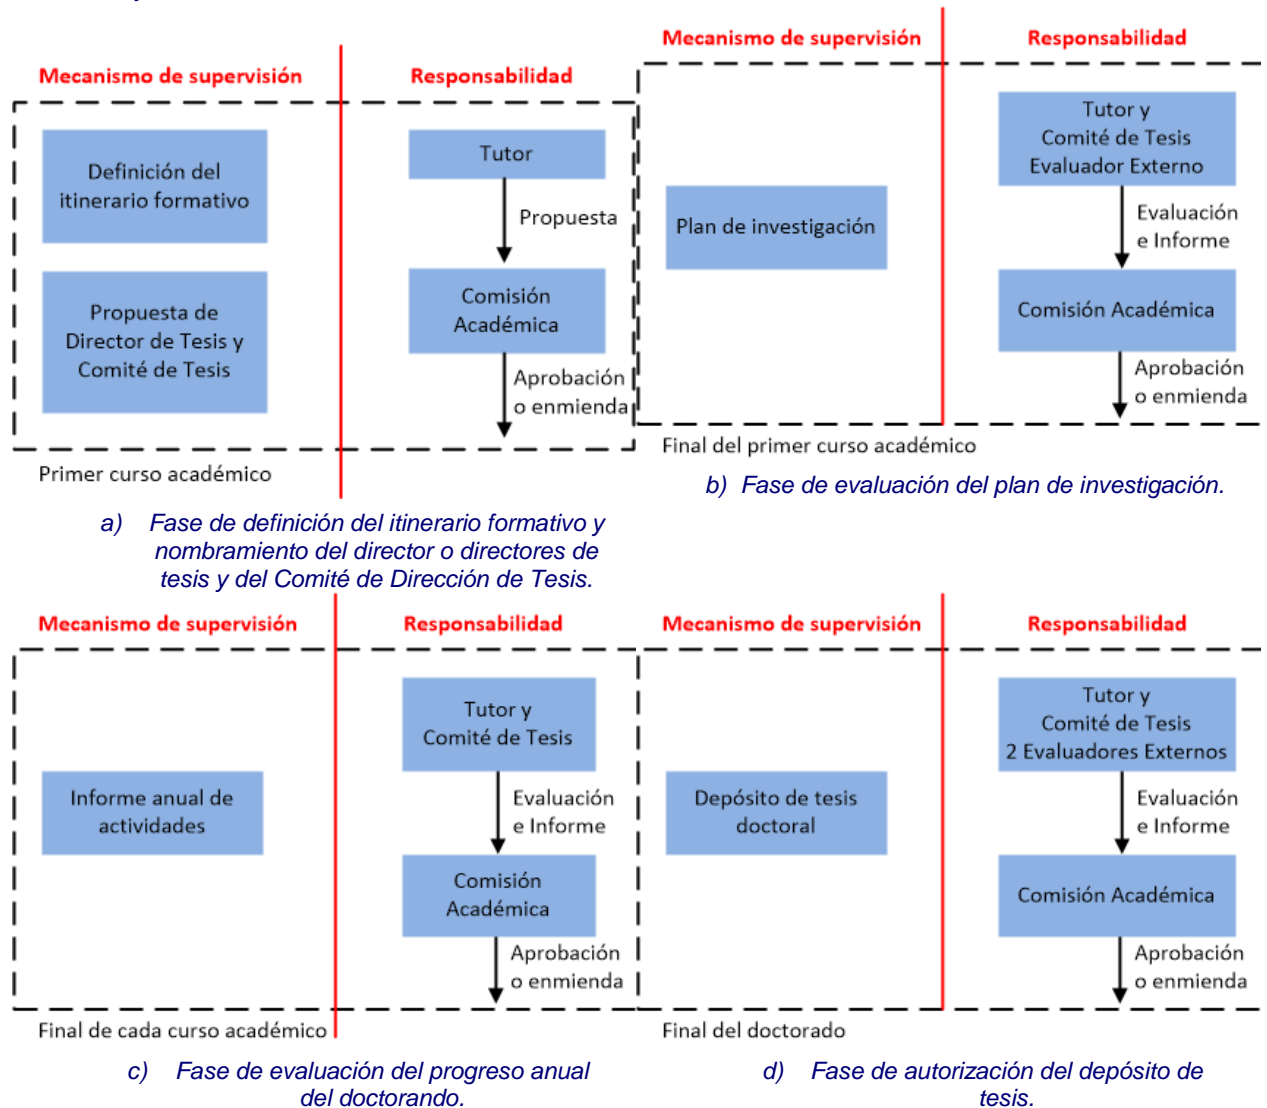 Mecanismo de supervisión
Responsabilidad
Definición del
itinerario formativo
Propuesta de
Director de Tesis y
Comité de Tesis
Tutor
Propuesta
Comisión
Académica
Aprobación
o enmienda
Primer curso académico
a) Fase de definición del itinerario formativo y
nombramiento del director o directores de
tesis y del Comité de Dirección de Tesis.
Mecanismo de supervisión
Responsabilidad
Plan de investigación
Tutor y
Comité de Tesis
Evaluador Externo
Evaluación
e Informe
Comisión Académica
Aprobación
o enmienda
Final del primer curso académico
b) Fase de evaluación del plan de investigación.
Mecanismo de supervisión
Responsabilidad
Informe anual de
actividades
Tutor y
Comité de Tesis
Evaluación
e Informe
Comisión
Académica
Aprobación
o enmienda
Final de cada curso académico
c) Fase de evaluación del progreso anual
del doctorando.
Mecanismo de supervisión
Responsabilidad
Depósito de tesis
doctoral
Tutor y
Comité de Tesis
2 Evaluadores Externos
Evaluación
e Informe
Comisión Académica
Aprobación
o enmienda
Final del doctorado
d) Fase de autorización del depósito de
tesis.